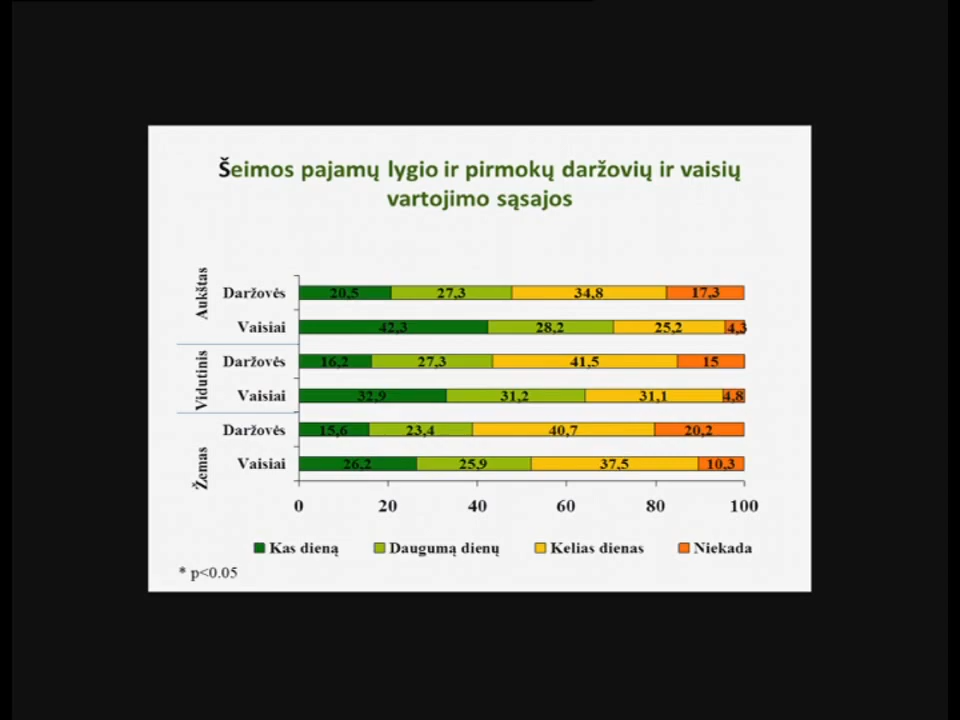 Šeimos pajamų lygio ir pirmokų daržovių ir vaisių
vartojimo sąsajos
Aukštas
Daržovės 20,5 27,3 34,8 17,3
Vaisiai 42,3 28,2 25,2 4,3
Vidutinis
Daržovės 16,2 27,3 41,5 15
Vaisiai 32,9 31,2 31,1 4,8
Žemas
Daržovės 15,6 23,4 40,7 20,2
Vaisiai 26,2 25,9 37,5 10,3
0 20 40 60 80 100
Kas dieną Daugumą dienų Kelias dienas Niekada
* p<0.05